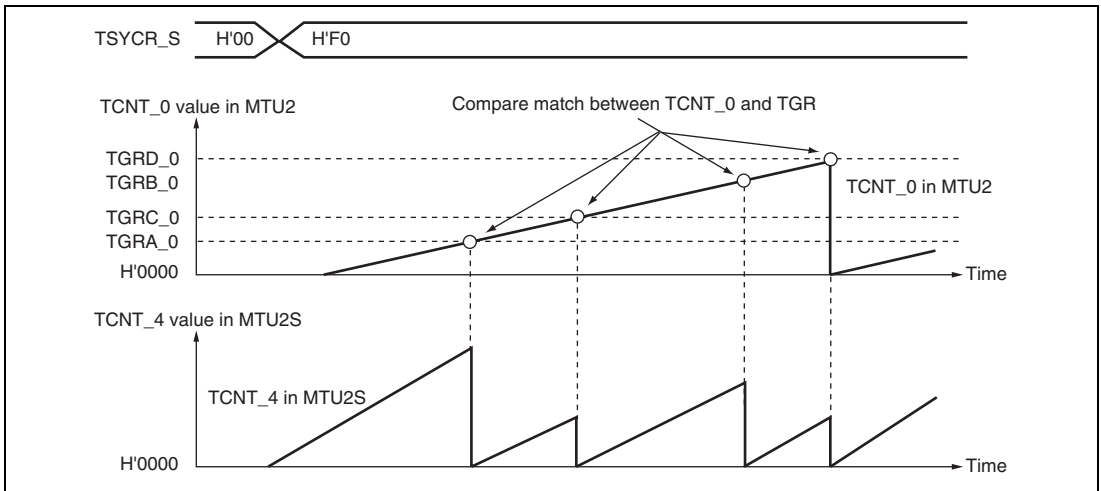 TSYCR_S H'00 H'F0
TCNT_0 value in MTU2
Compare match between TCNT_0 and TGR
TGRD_0
TGRB_0
TCNT_0 in MTU2
TGRC_0
TGRA_0
H'0000
Time
TCNT_4 value in MTU2S
TCNT_4 in MTU2S
H'0000
Time